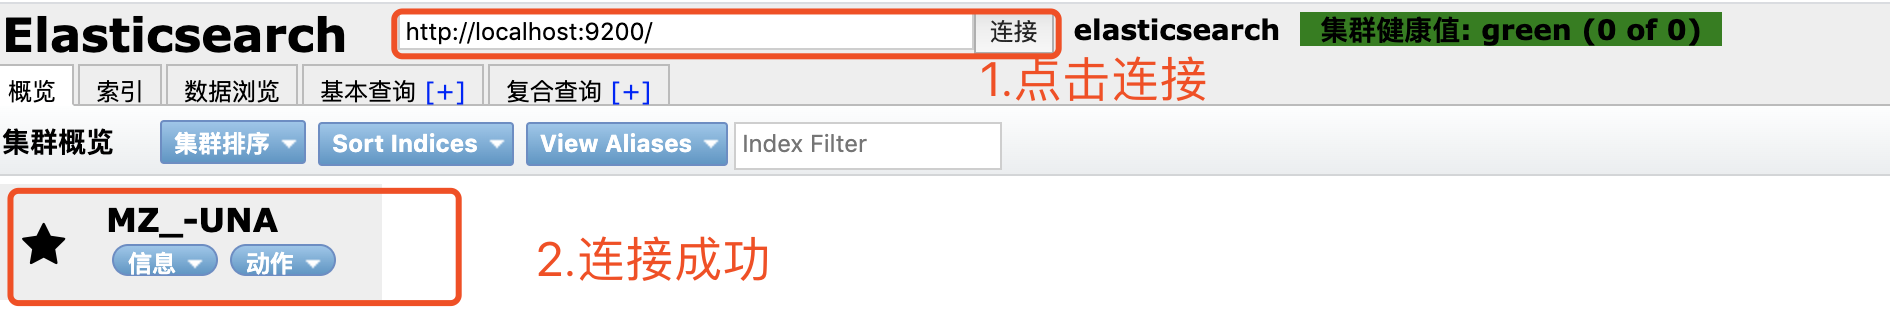 Elasticsearch http://localhost:9200/ 连接 elasticsearch 集群健康值: green (0 of 0)
1.点击连接
概览 索引 数据浏览 基本查询 [+] 复合查询 [+]
集群概览 集群排序 Sort Indices View Aliases Index Filter
MZ_-UNA
信息 动作
2.连接成功